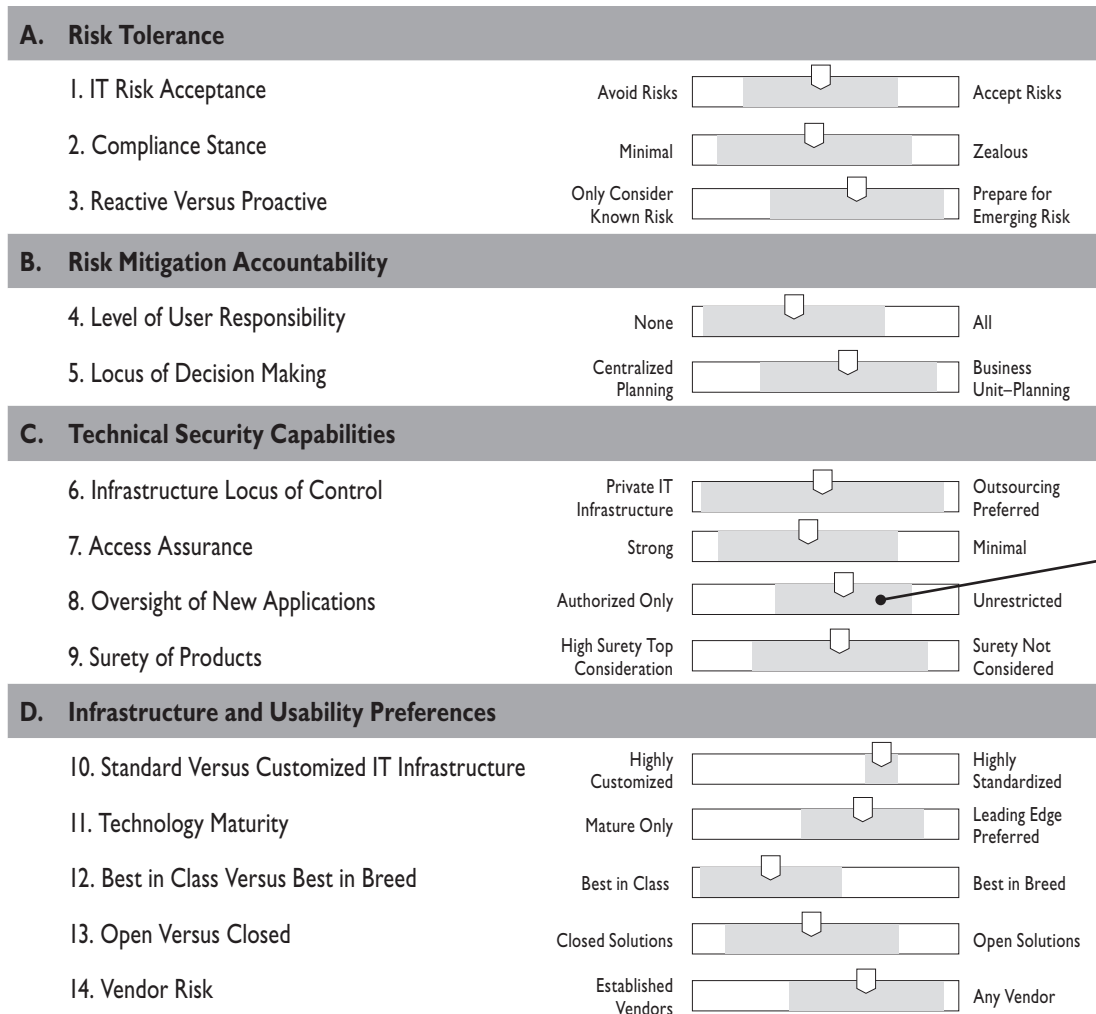 A. Risk Tolerance
1. IT Risk Acceptance
Avoid Risks
Accept Risks
2. Compliance Stance
Minimal
Zealous
3. Reactive Versus Proactive
Only Consider
Known Risk
Prepare for
Emerging Risk
B. Risk Mitigation Accountability
4. Level of User Responsibility
None
All
5. Locus of Decision Making
Centralized
Planning
Business
Unit–Planning
C. Technical Security Capabilities
6. Infrastructure Locus of Control
Private IT
Infrastructure
Outsourcing
Preferred
7. Access Assurance
Strong
Minimal
8. Oversight of New Applications
Authorized Only
Unrestricted
9. Surety of Products
High Surety Top
Consideration
Surety Not
Considered
D. Infrastructure and Usability Preferences
10. Standard Versus Customized IT Infrastructure
Highly
Customized
Highly
Standardized
11. Technology Maturity
Mature Only
Leading Edge
Preferred
12. Best in Class Versus Best in Breed
Best in Class
Best in Breed
13. Open Versus Closed
Closed Solutions
Open Solutions
14. Vendor Risk
Established
Vendors
Any Vendor